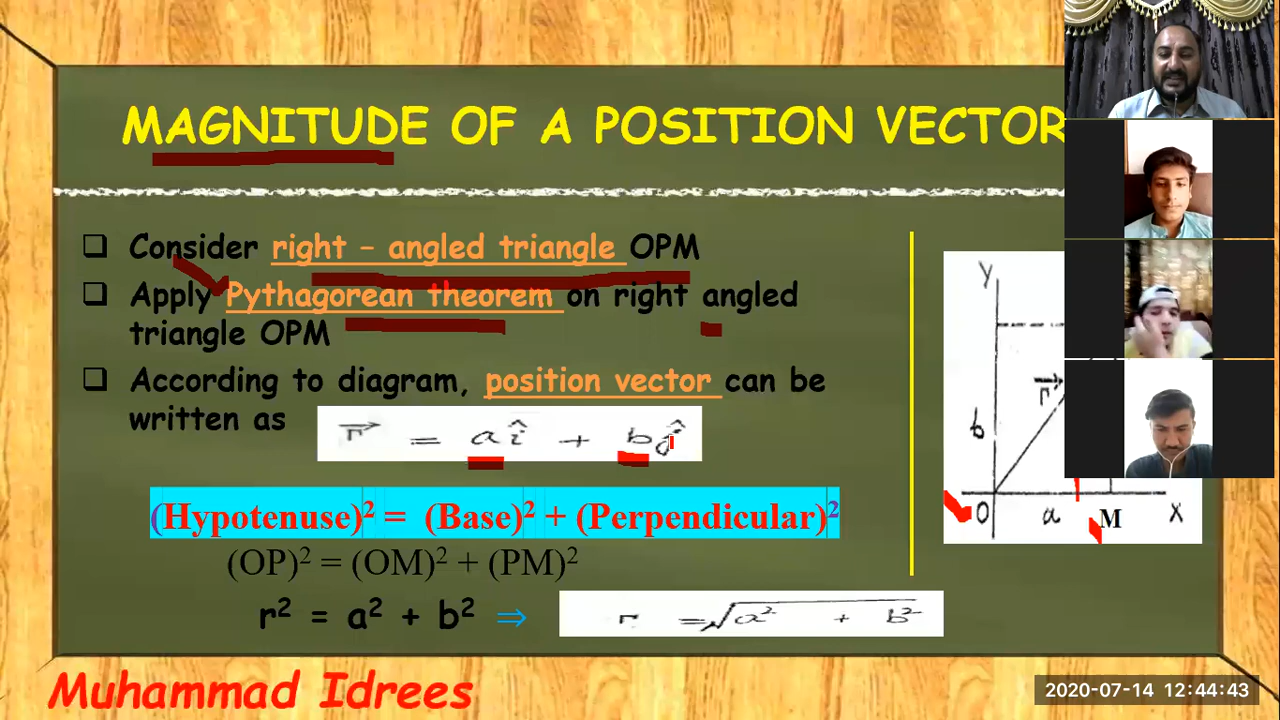 MAGNITUDE OF A POSITION VECTOR
❑ Consider right – angled triangle OPM
❑ Apply Pythagorean theorem on right angled
triangle OPM
❑ According to diagram, position vector can be
written as
r⃗ = aî + bĵ
(Hypotenuse)² = (Base)² + (Perpendicular)²
(OP)² = (OM)² + (PM)²
r² = a² + b² ⇒ r = √a² + b²
Y
r⃗
b
O a M X
Muhammad Idrees
2020-07-14 12:44:43